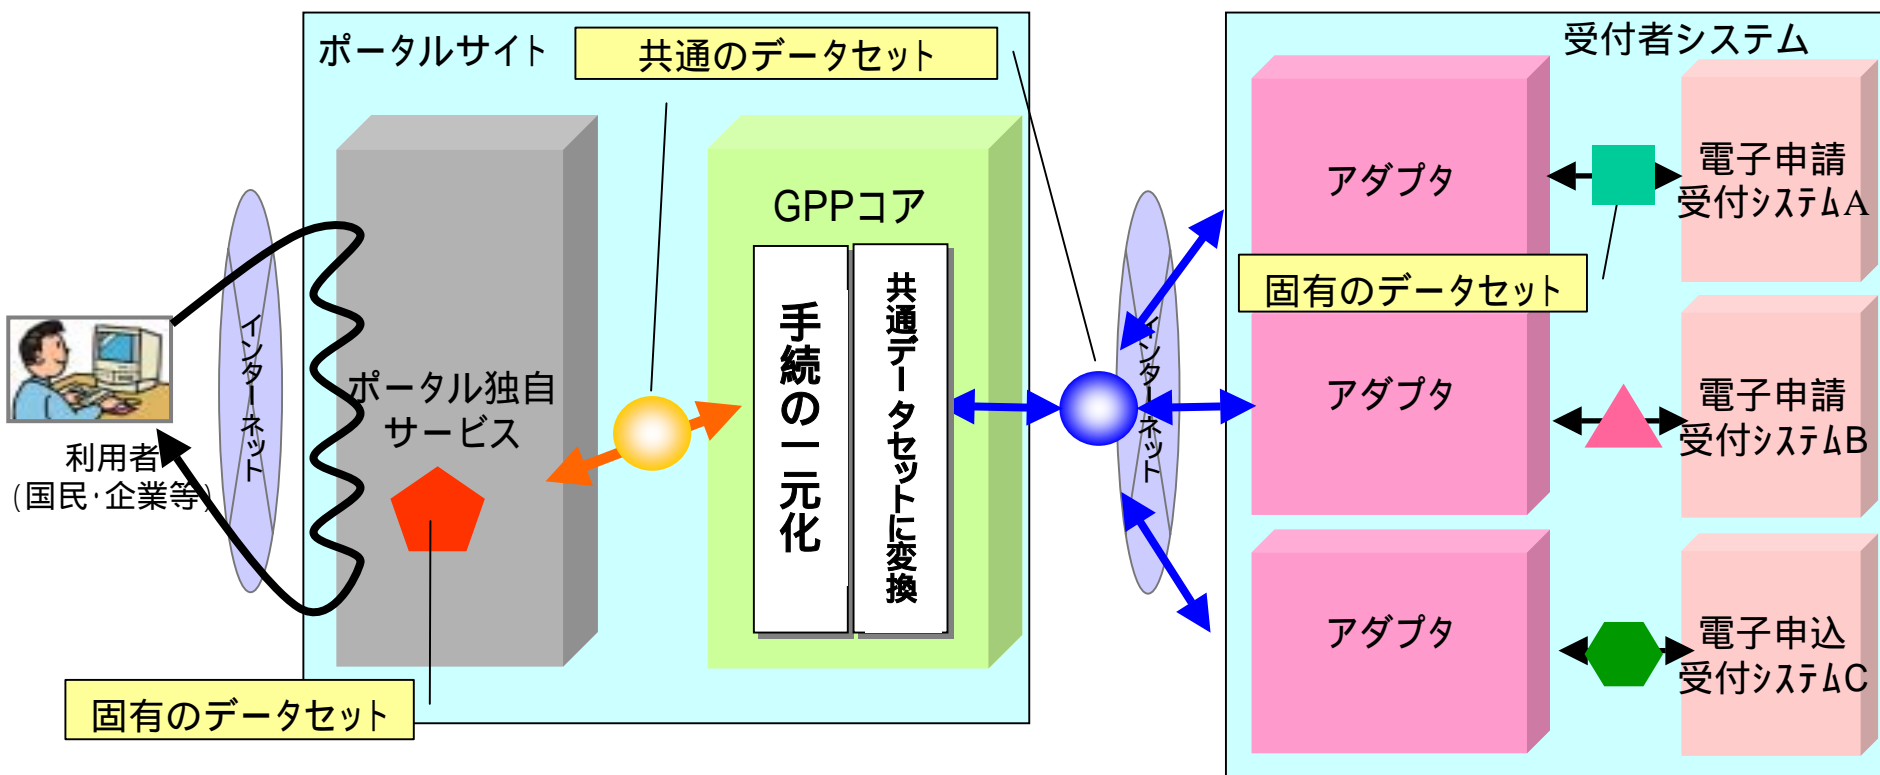 ポータルサイト
共通のデータセット
受付者システム
インターネット
利用者
(国民・企業等)
ポータル独自
サービス
固有のデータセット
GPPコア
手続の一元化
共通データセットに変換
インターネット
アダプタ
電子申請
受付システムA
固有のデータセット
アダプタ
電子申請
受付システムB
アダプタ
電子申込
受付システムC